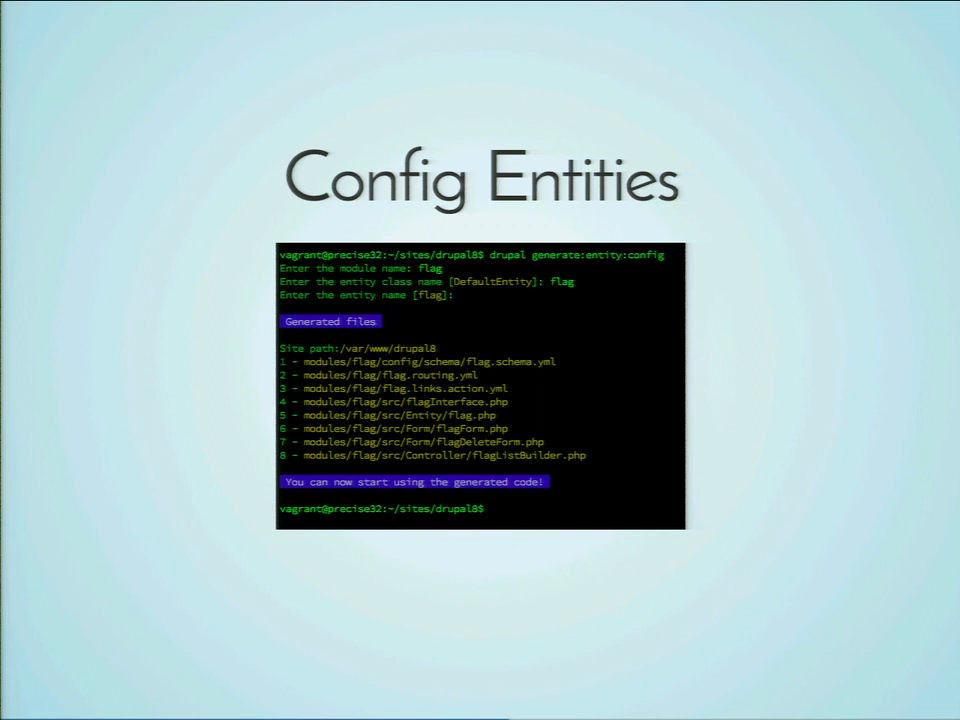 Config Entities
vagrant@precise32:~/sites/drupal8$ drupal generate:entity:config
Enter the module name: flag
Enter the entity class name [DefaultEntity]: flag
Enter the entity name [flag]:
Generated files
Site path:/var/www/drupal8
1 - modules/flag/config/schema/flag.schema.yml
2 - modules/flag/flag.routing.yml
3 - modules/flag/flag.links.action.yml
4 - modules/flag/src/flagInterface.php
5 - modules/flag/src/Entity/flag.php
6 - modules/flag/src/Form/flagForm.php
7 - modules/flag/src/Form/flagDeleteForm.php
8 - modules/flag/src/Controller/flagListBuilder.php
You can now start using the generated code!
vagrant@precise32:~/sites/drupal8$